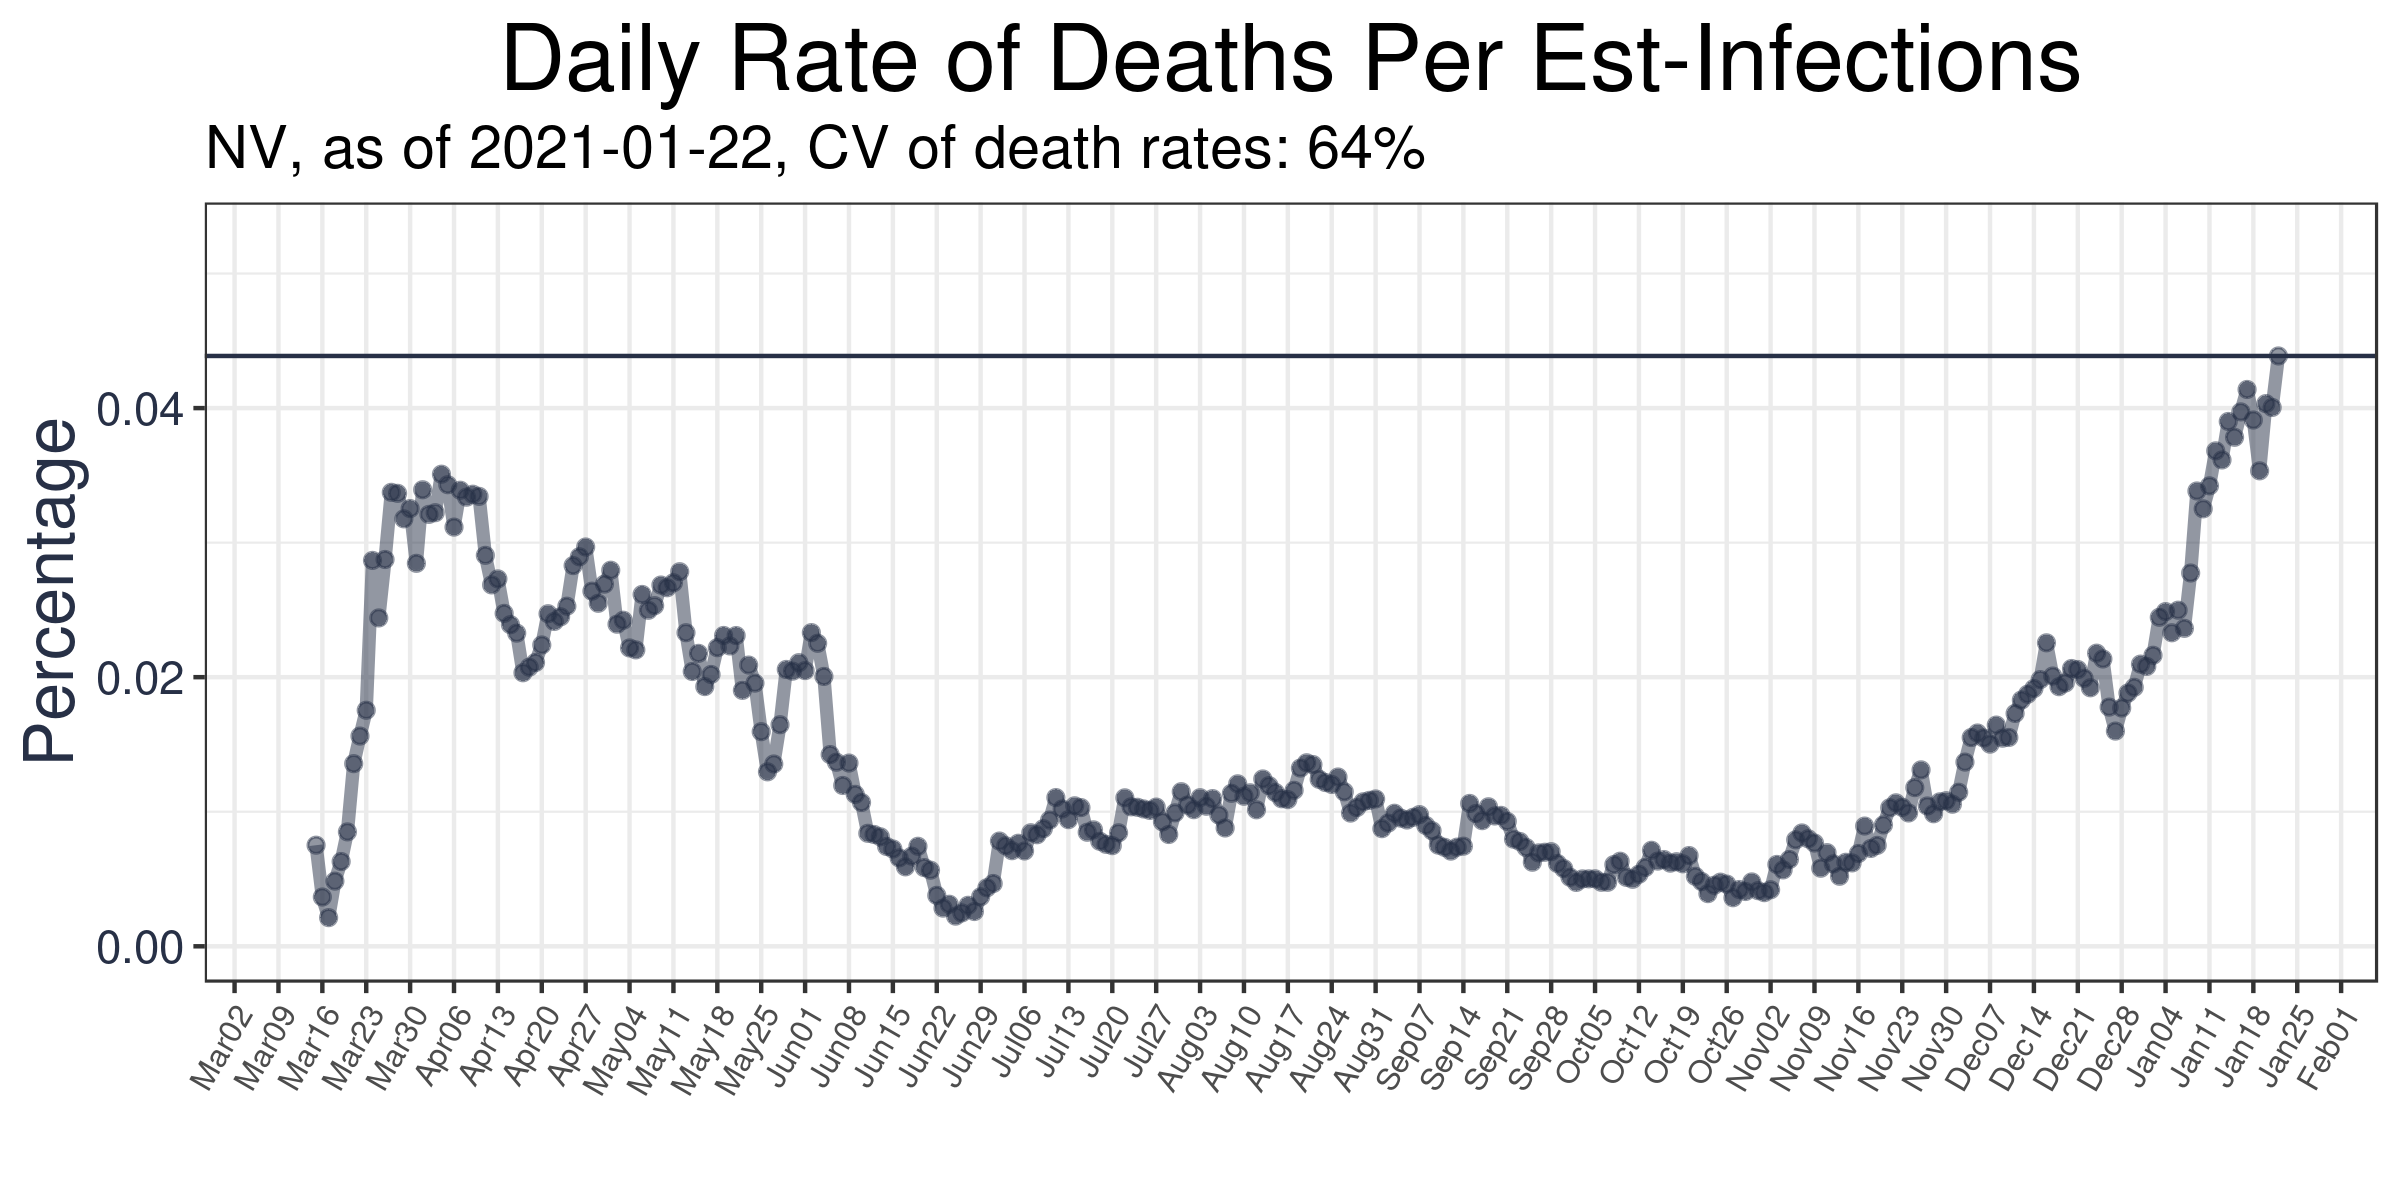 Daily Rate of Deaths Per Est-Infections
NV, as of 2021-01-22, CV of death rates: 64%
Percentage
0.04
0.02
0.00
Mar02
Mar09
Mar16
Mar23
Mar30
Apr06
Apr13
Apr20
Apr27
May04
May11
May18
May25
Jun01
Jun08
Jun15
Jun22
Jun29
Jul06
Jul13
Jul20
Jul27
Aug03
Aug10
Aug17
Aug24
Aug31
Sep07
Sep14
Sep21
Sep28
Oct05
Oct12
Oct19
Oct26
Nov02
Nov09
Nov16
Nov23
Nov30
Dec07
Dec14
Dec21
Dec28
Jan04
Jan11
Jan18
Jan25
Feb01